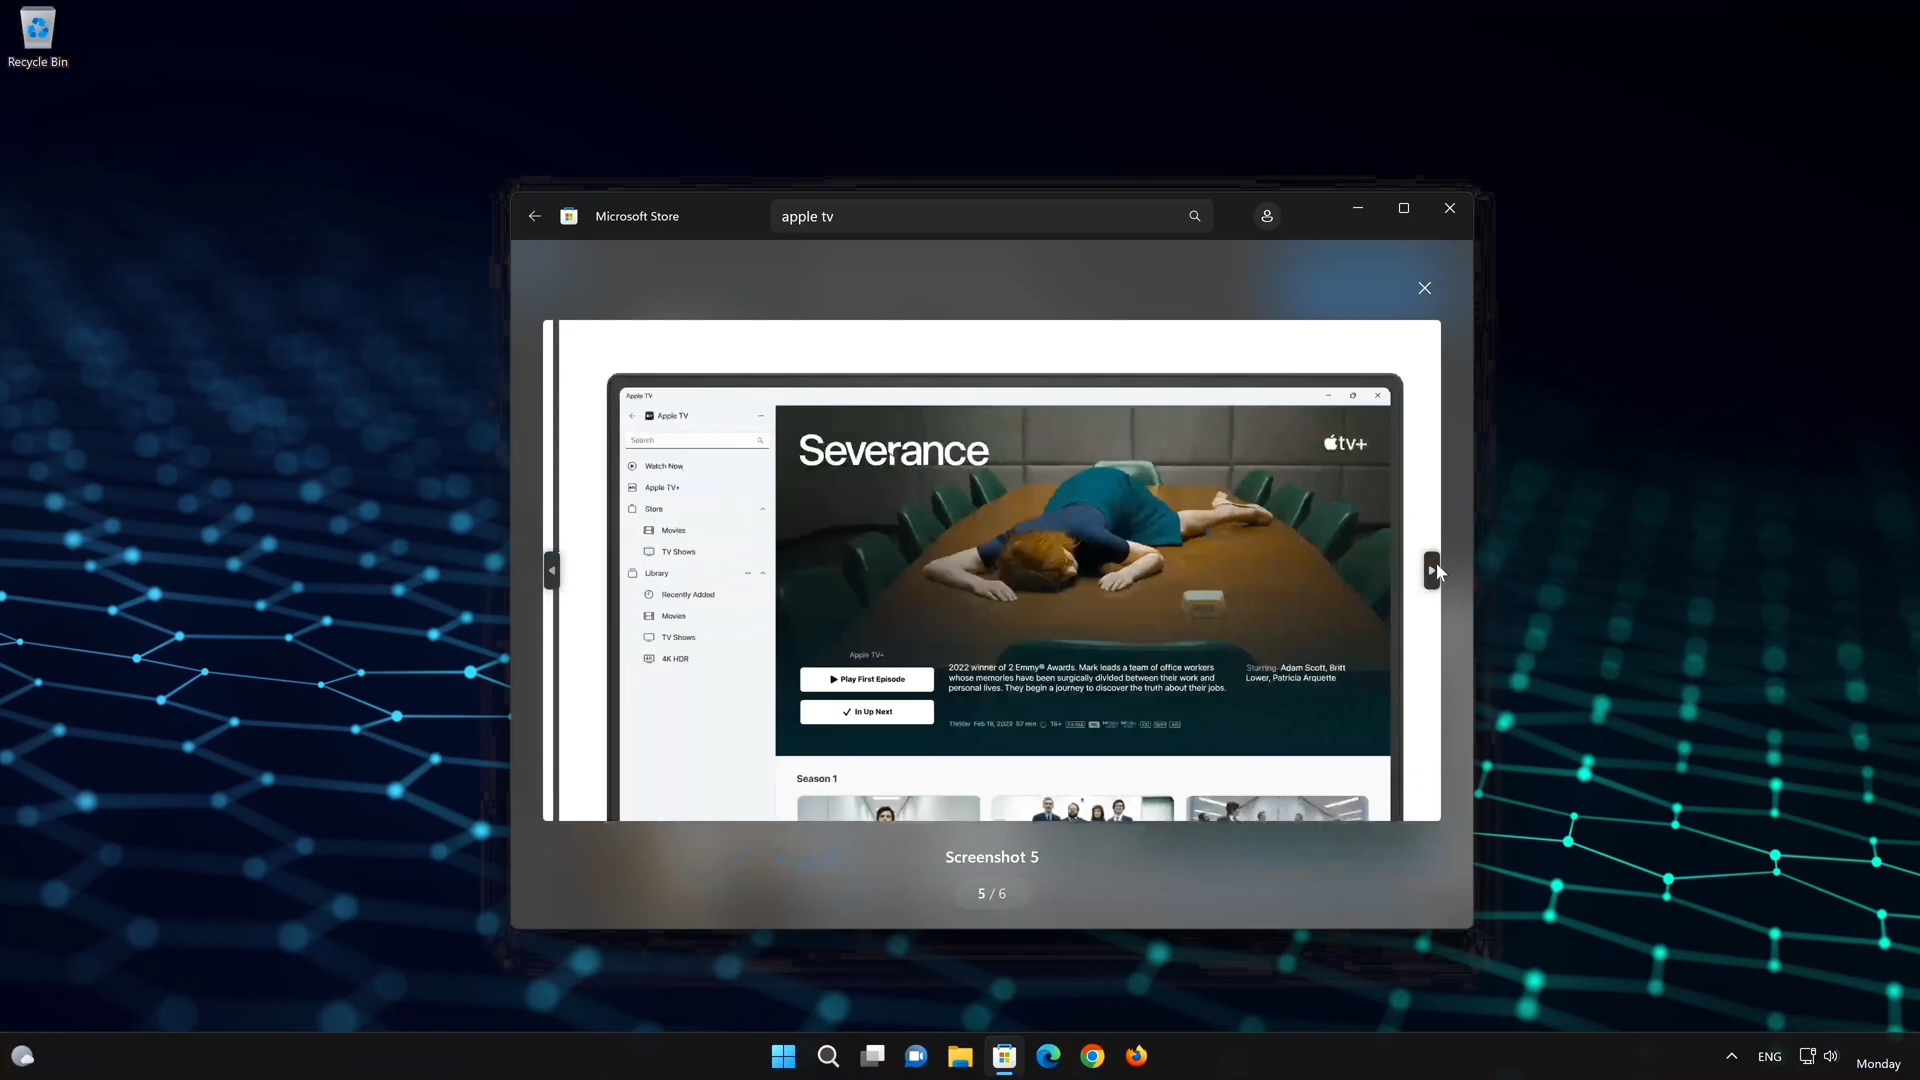 Recycle Bin
Microsoft Store
apple tv
Apple TV
Apple TV
Search
Watch Now
Apple TV+
Store
Movies
TV Shows
Library
Recently Added
Movies
TV Shows
4K HDR
Severance
tv+
Apple TV+
Play First Episode
In Up Next
2022 winner of 2 Emmy® Awards. Mark leads a team of office workers
whose memories have been surgically divided between their work and
personal lives. They begin a journey to discover the truth about their jobs.
Starring Adam Scott, Britt
Lower, Patricia Arquette
Thriller Feb 18, 2022 57 min
Season 1
Screenshot 5
5 / 6
ENG
Monday